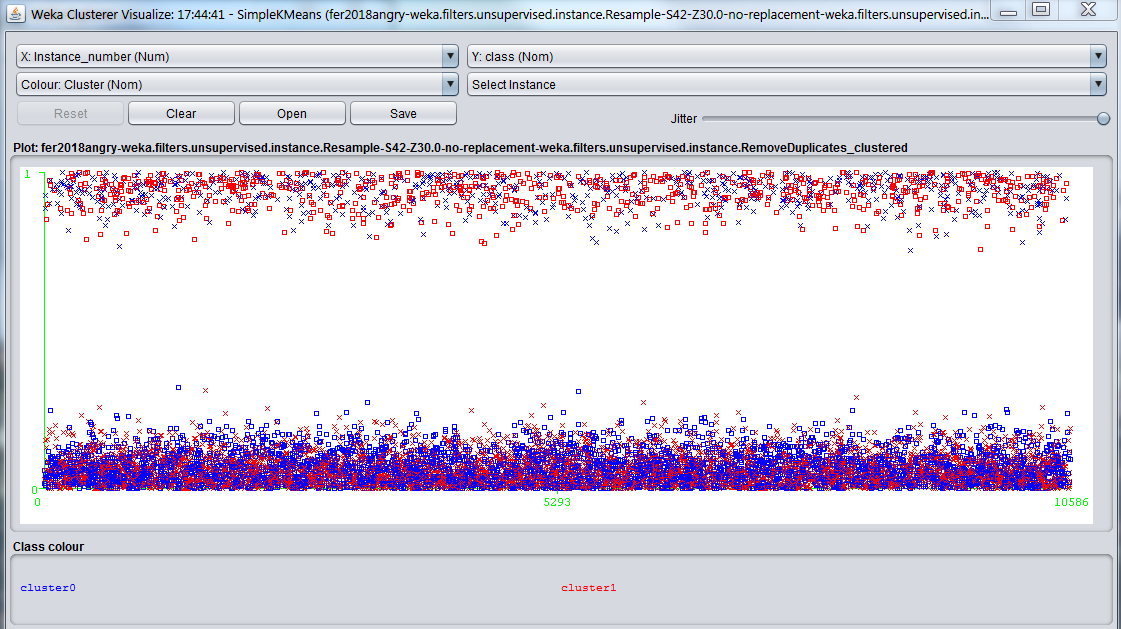 Weka Clusterer Visualize: 17:44:41 - SimpleKMeans (fer2018angry-weka.filters.unsupervised.instance.Resample-S42-Z30.0-no-replacement-weka.filters.unsupervised.in...
X: Instance_number (Num)
Y: class (Nom)
Colour: Cluster (Nom)
Select Instance
Reset
Clear
Open
Save
Jitter
Plot: fer2018angry-weka.filters.unsupervised.instance.Resample-S42-Z30.0-no-replacement-weka.filters.unsupervised.instance.RemoveDuplicates_clustered
1
0
0
5293
10586
Class colour
cluster0
cluster1